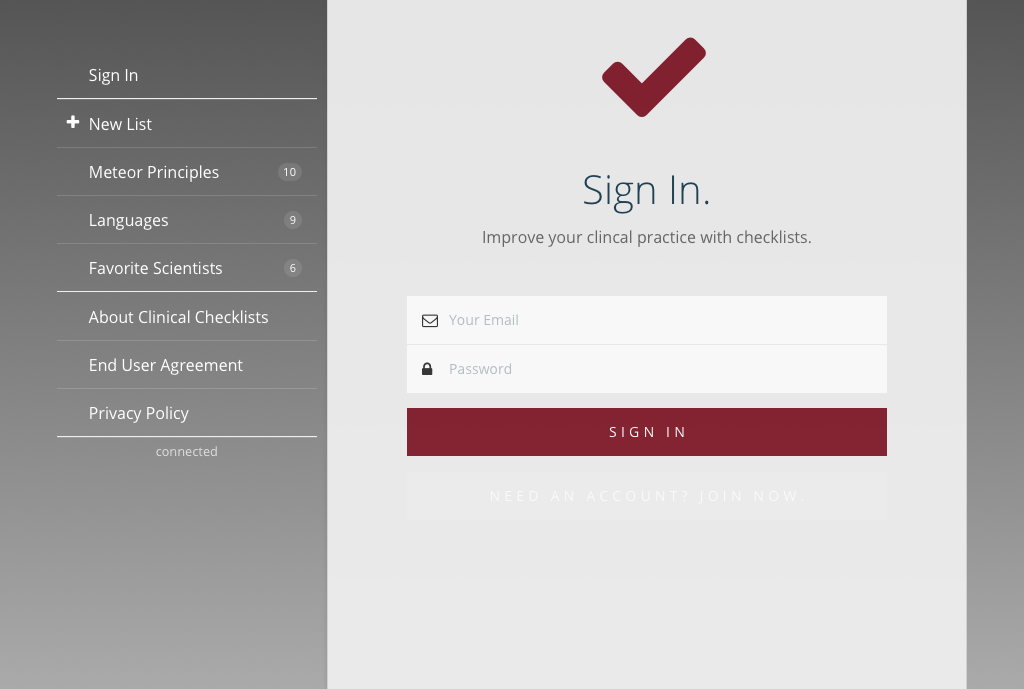 Sign In
New List
Meteor Principles 10
Languages 9
Favorite Scientists 6
About Clinical Checklists
End User Agreement
Privacy Policy
connected
Sign In.
Improve your clincal practice with checklists.
Your Email
Password
SIGN IN
NEED AN ACCOUNT? JOIN NOW.